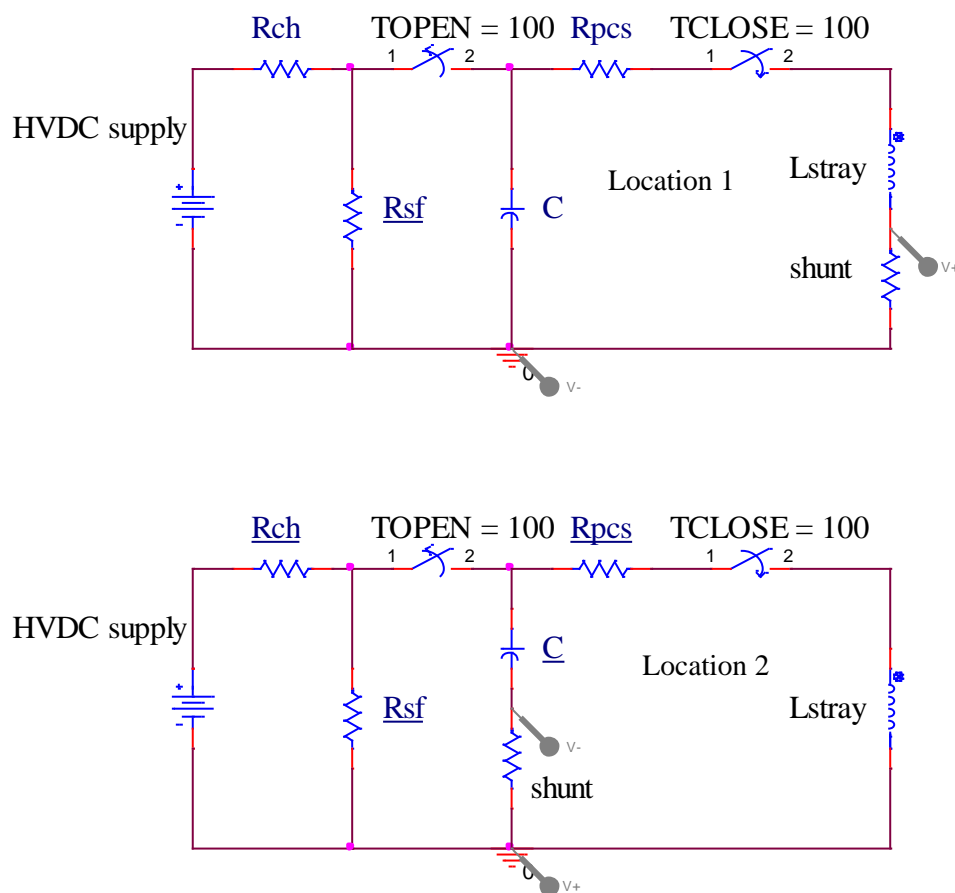 Rch TOPEN = 100 Rpcs TCLOSE = 100
1 2 1 2
HVDC supply
+
-
Rsf
C
Location 1
Lstray
shunt
V+
0
V-
Rch TOPEN = 100 Rpcs TCLOSE = 100
1 2 1 2
HVDC supply
+
-
Rsf
C
Location 2
Lstray
V-
shunt
0
V+